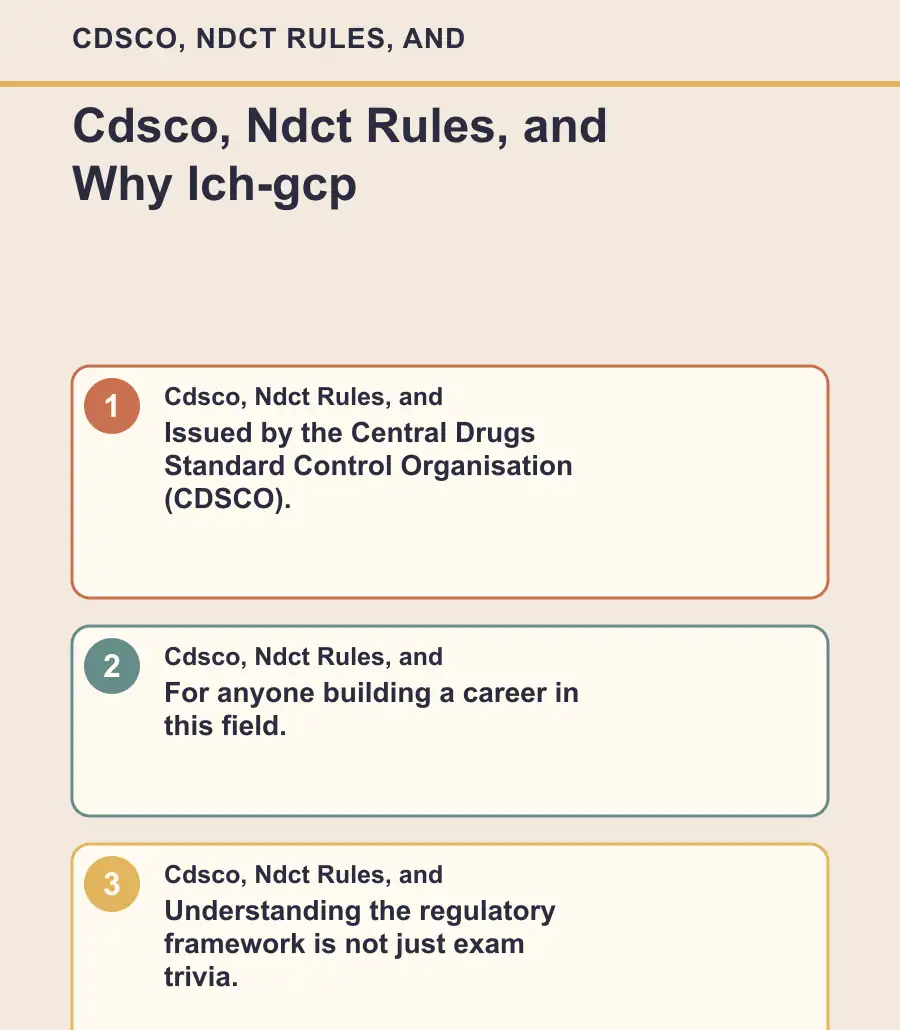 CDSCO, NDCT RULES, AND
Cdsco, Ndct Rules, and
Why Ich-gcp
1
Cdsco, Ndct Rules, and
Issued by the Central Drugs
Standard Control Organisation
(CDSCO).
2
Cdsco, Ndct Rules, and
For anyone building a career in
this field.
3
Cdsco, Ndct Rules, and
Understanding the regulatory
framework is not just exam
trivia.